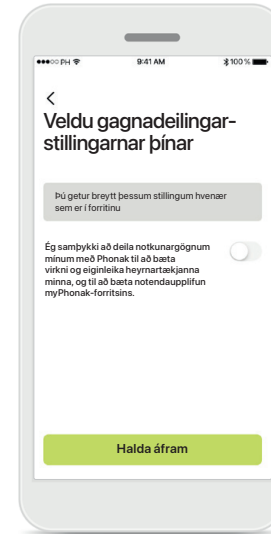 PH 9:41 AM 100 %
Veldu gagnadeilingar-
stillingarnar þínar
Þú getur breytt þessum stillingum hvenær
sem er í forritinu
Ég samþykki að deila notkunargögnum
mínum með Phonak til að bæta
virkni og eiginleika heyrnartækjanna
minna, og til að bæta notendaupplifun
myPhonak-forritsins.
Halda áfram